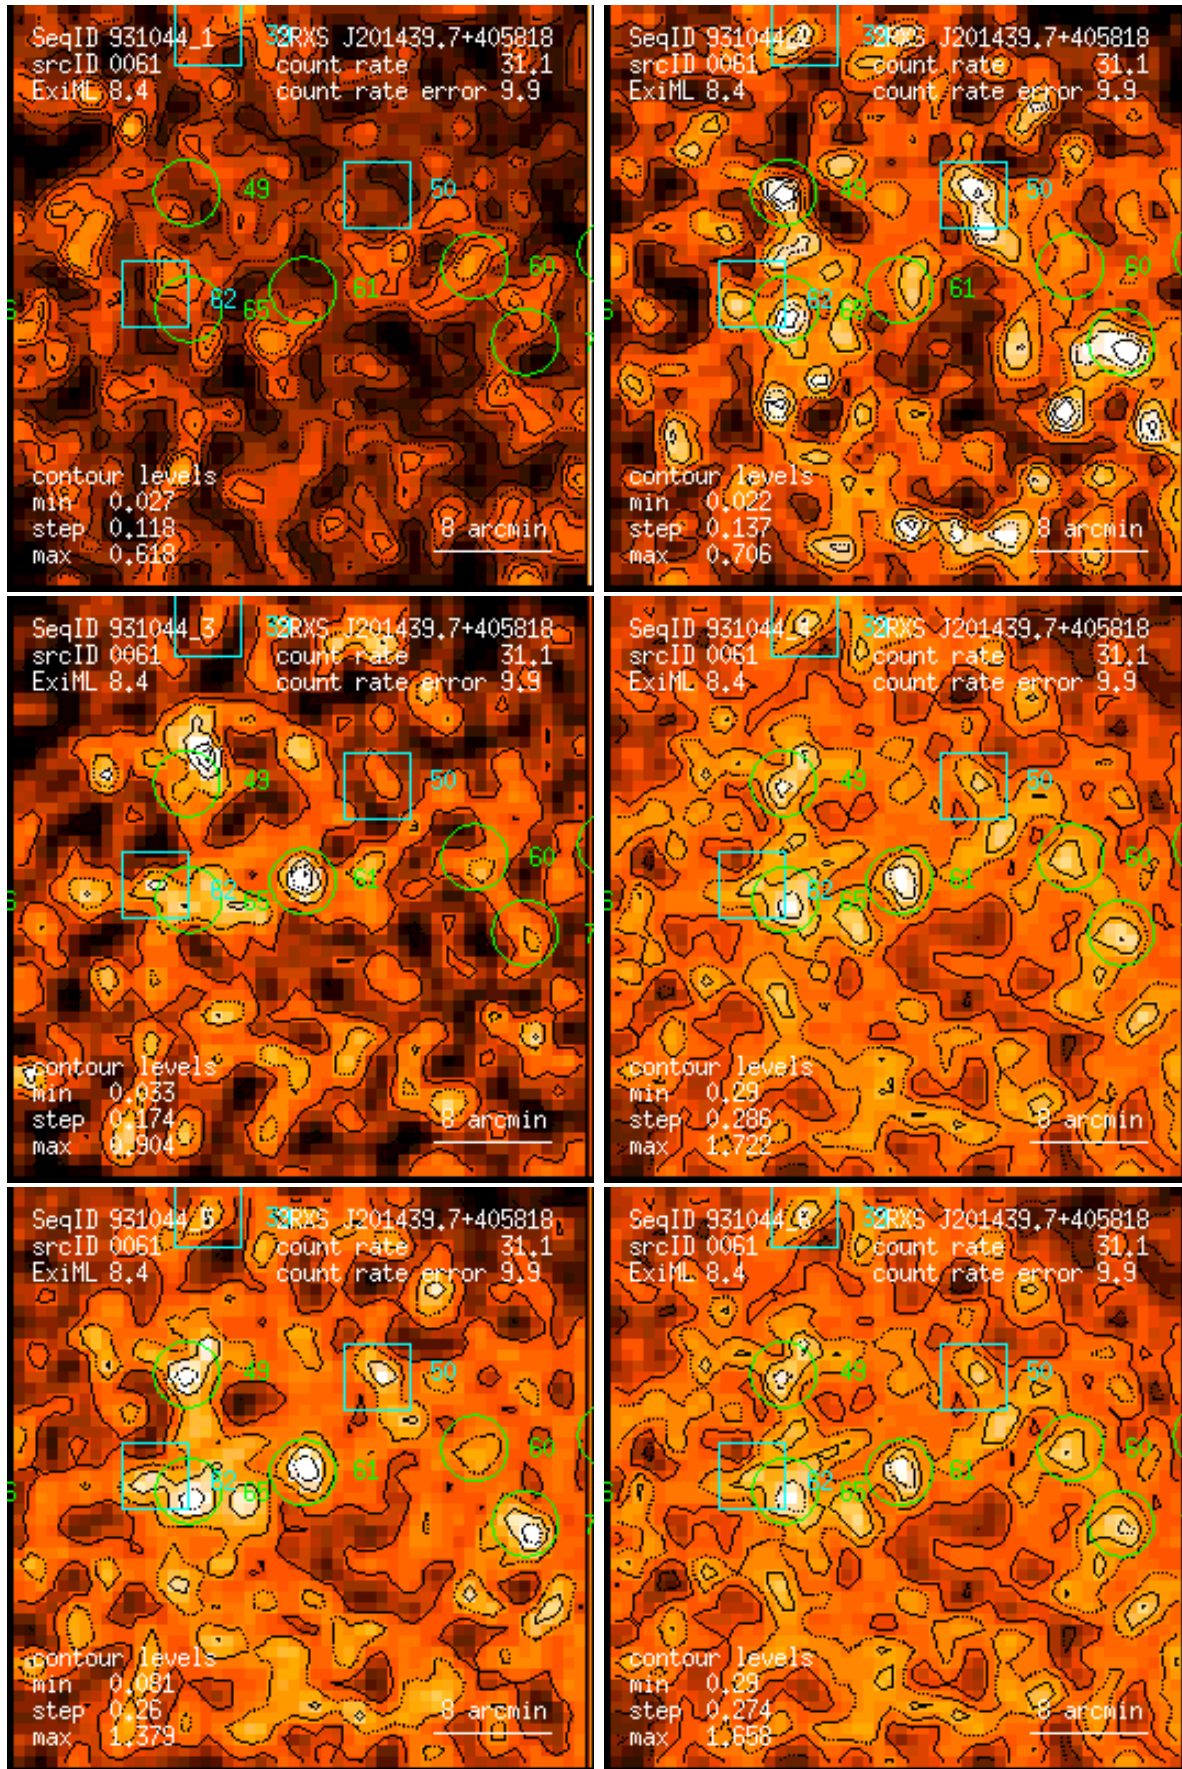 SeqID 931044_1 39 2RXS J201439.7+405818
srcID 0061 count rate 31.1
ExiML 8.4 count rate error 9.9
49 50
60
62 65 61
contour levels
min 0.027
step 0.118
max 0.618
8 arcmin
SeqID 931044_2 39 2RXS J201439.7+405818
srcID 0061 count rate 31.1
ExiML 8.4 count rate error 9.9
49 50
60
62 65 61
contour levels
min 0.022
step 0.137
max 0.706
8 arcmin
SeqID 931044_3 39 2RXS J201439.7+405818
srcID 0061 count rate 31.1
ExiML 8.4 count rate error 9.9
49 50
60
62 65 61
contour levels
min 0.033
step 0.174
max 0.904
8 arcmin
SeqID 931044_4 39 2RXS J201439.7+405818
srcID 0061 count rate 31.1
ExiML 8.4 count rate error 9.9
49 50
60
62 65 61
contour levels
min 0.29
step 0.286
max 1.722
8 arcmin
SeqID 931044_5 39 2RXS J201439.7+405818
srcID 0061 count rate 31.1
ExiML 8.4 count rate error 9.9
49 50
60
62 65 61
contour levels
min 0.081
step 0.26
max 1.379
8 arcmin
SeqID 931044_6 39 2RXS J201439.7+405818
srcID 0061 count rate 31.1
ExiML 8.4 count rate error 9.9
49 50
60
62 65 61
contour levels
min 0.29
step 0.274
max 1.658
8 arcmin